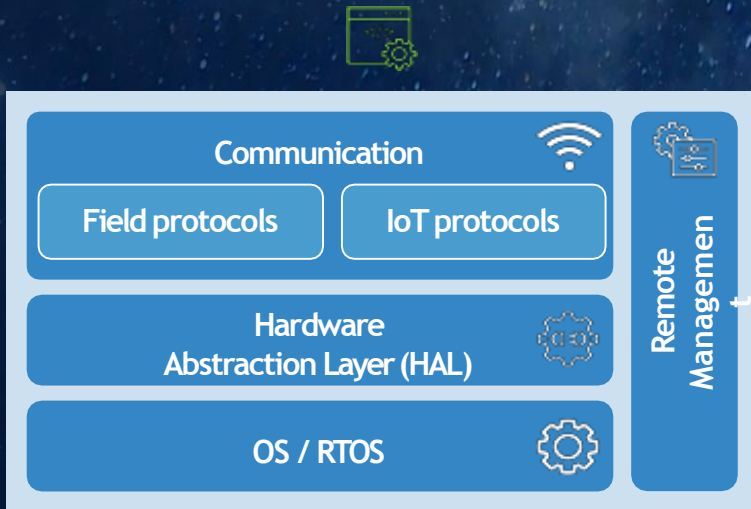 Communication
Field protocols
IoT protocols
Hardware
Abstraction Layer (HAL)
OS / RTOS
Remote
Managemen
t